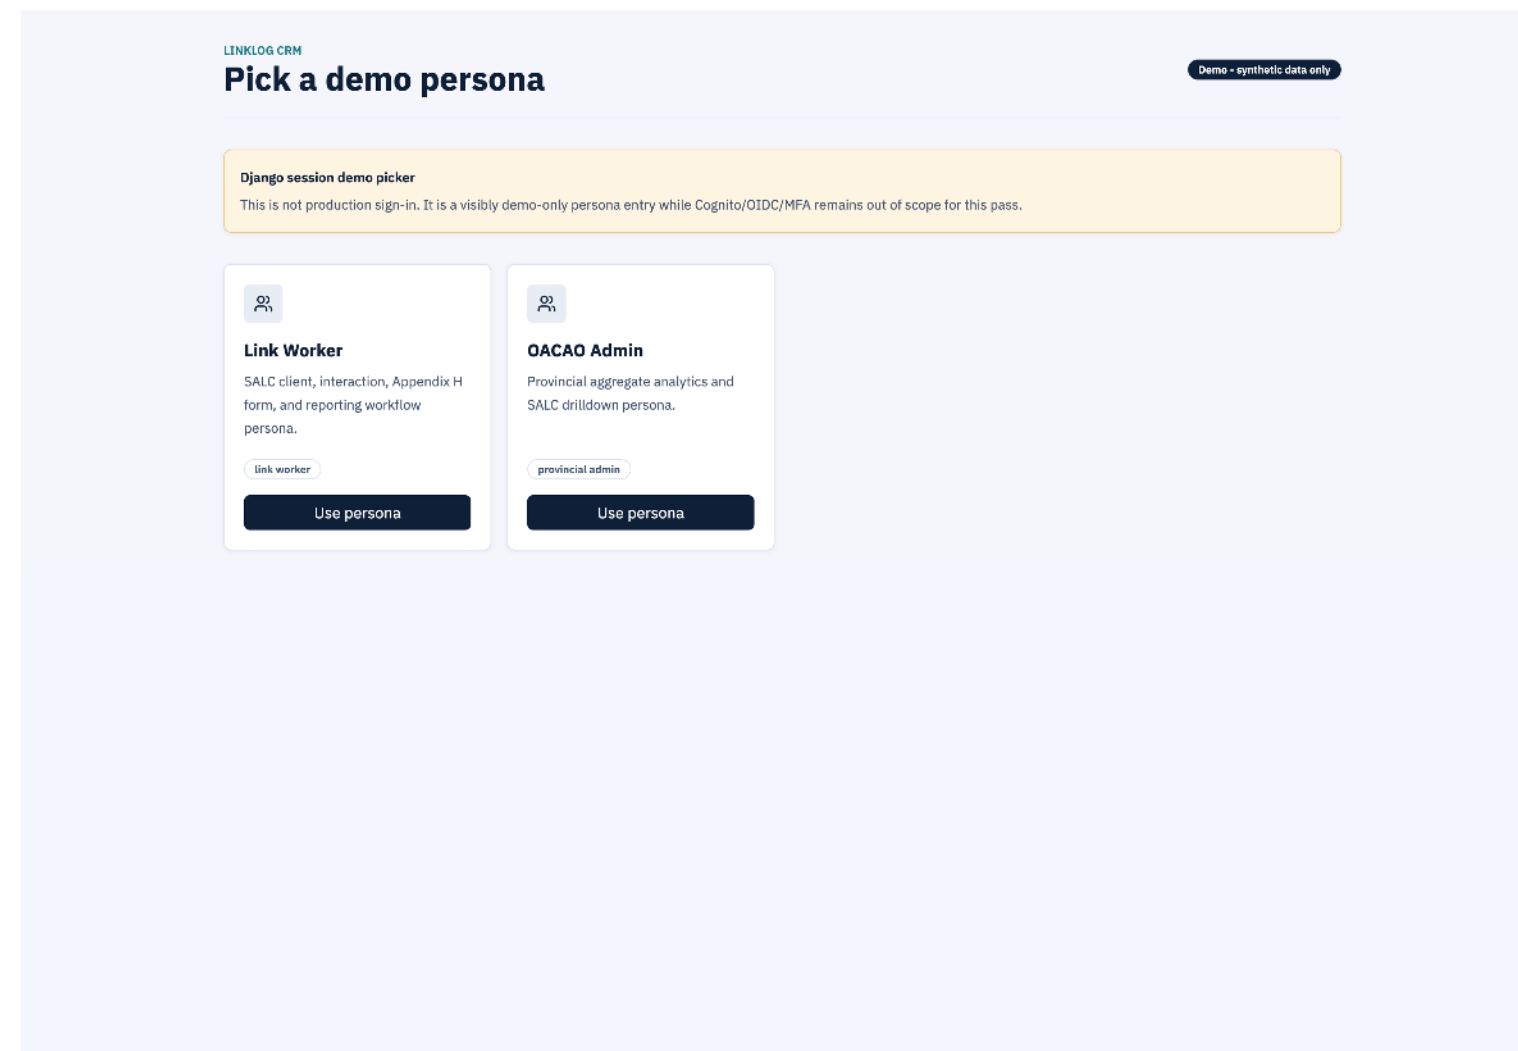 LINKLOG CRM
Pick a demo persona
Demo - synthetic data only
Django session demo picker
This is not production sign-in. It is a visibly demo-only persona entry while Cognito/OIDC/MFA remains out of scope for this pass.
Link Worker
SALC client, interaction, Appendix H
form, and reporting workflow
persona.
link worker
Use persona
OACAO Admin
Provincial aggregate analytics and
SALC drilldown persona.
provincial admin
Use persona